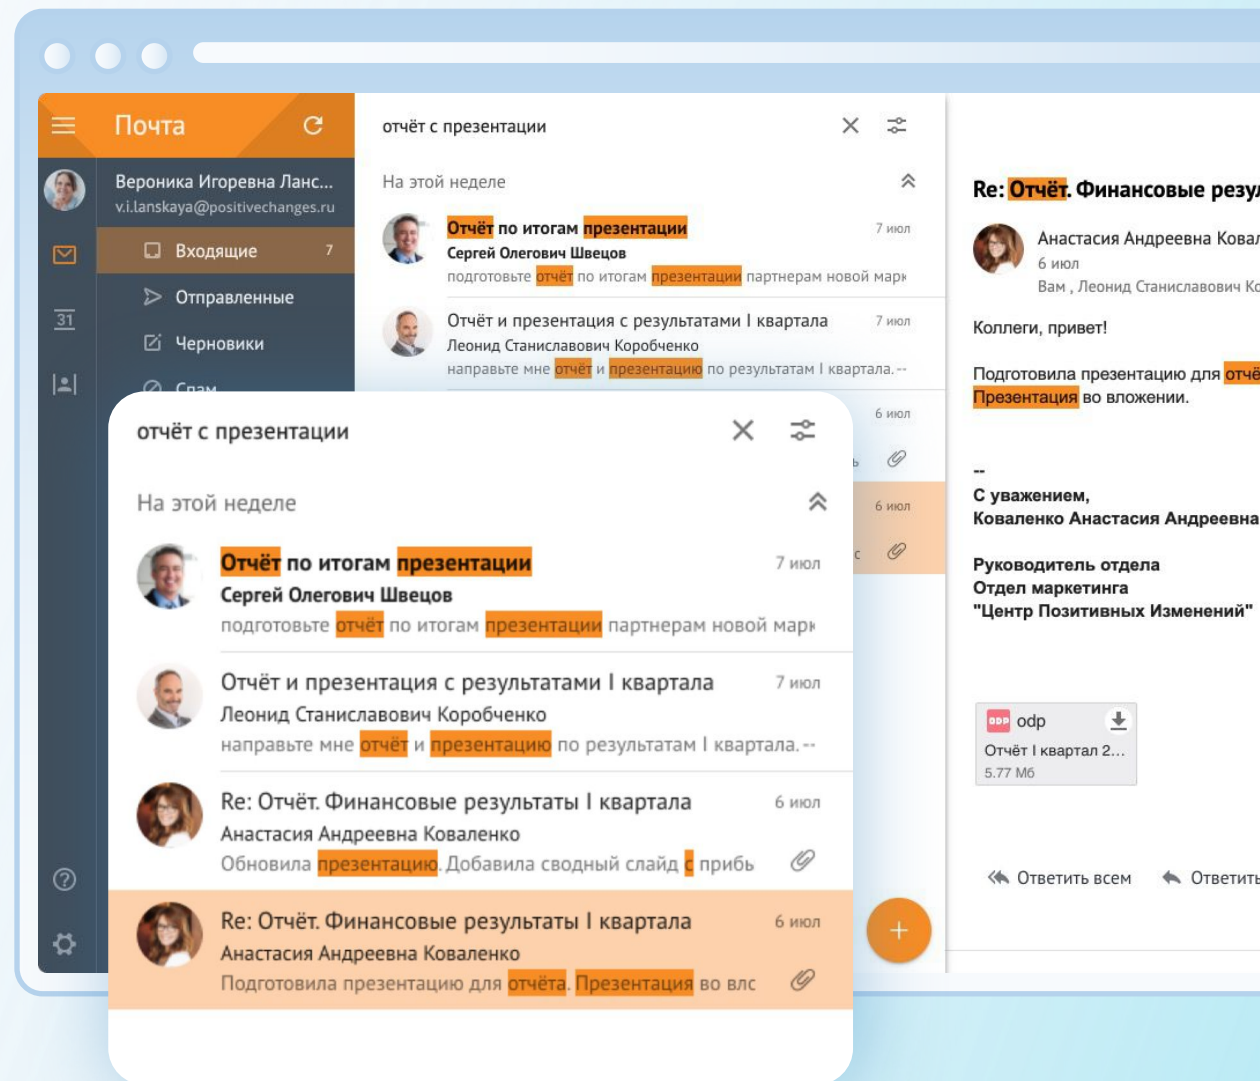 Почта
Вероника Игоревна Ланс...
v.i.lanskaya@positivechanges.ru
Входящие 7
Отправленные
31
Черновики
Спам
отчёт с презентации
На этой неделе
Отчёт по итогам презентации 7 июл
Сергей Олегович Швецов
подготовьте отчёт по итогам презентации партнерам новой марк
Отчёт и презентация с результатами I квартала 7 июл
Леонид Станиславович Коробченко
направьте мне отчёт и презентацию по результатам I квартала. --
6 июл
ь
6 июл
с
отчёт с презентации
На этой неделе
Отчёт по итогам презентации 7 июл
Сергей Олегович Швецов
подготовьте отчёт по итогам презентации партнерам новой марк
Отчёт и презентация с результатами I квартала 7 июл
Леонид Станиславович Коробченко
направьте мне отчёт и презентацию по результатам I квартала. --
Re: Отчёт. Финансовые результаты I квартала 6 июл
Анастасия Андреевна Коваленко
Обновила презентацию. Добавила сводный слайд с прибь
Re: Отчёт. Финансовые результаты I квартала 6 июл
Анастасия Андреевна Коваленко
Подготовила презентацию для отчёта. Презентация во влс
Re: Отчёт. Финансовые резул
Анастасия Андреевна Ковал
6 июл
Вам , Леонид Станиславович Ко
Коллеги, привет!
Подготовила презентацию для отчё
Презентация во вложении.
--
С уважением,
Коваленко Анастасия Андреевна
Руководитель отдела
Отдел маркетинга
"Центр Позитивных Изменений"
ODP odp
Отчёт I квартал 2...
5.77 Мб
Ответить всем Ответить